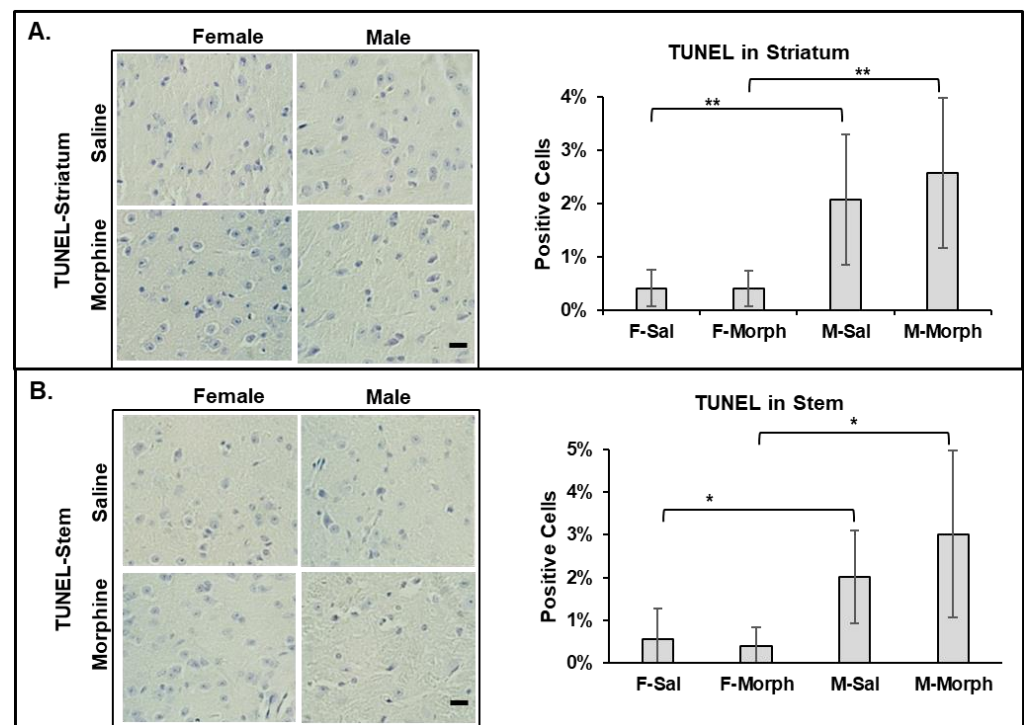 A.
Female Male
TUNEL-Striatum
Saline
Morphine
TUNEL in Striatum
**
**
Positive Cells
4%
3%
2%
1%
0%
F-Sal F-Morph M-Sal M-Morph
B.
Female Male
TUNEL-Stem
Saline
Morphine
TUNEL in Stem
*
*
Positive Cells
5%
4%
3%
2%
1%
0%
F-Sal F-Morph M-Sal M-Morph